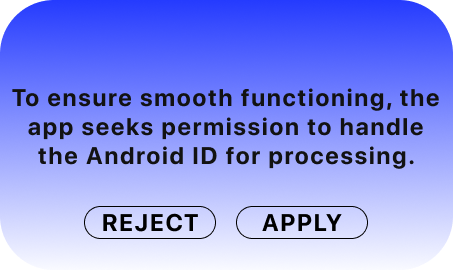 To ensure smooth functioning, the
app seeks permission to handle
the Android ID for processing.
REJECT APPLY